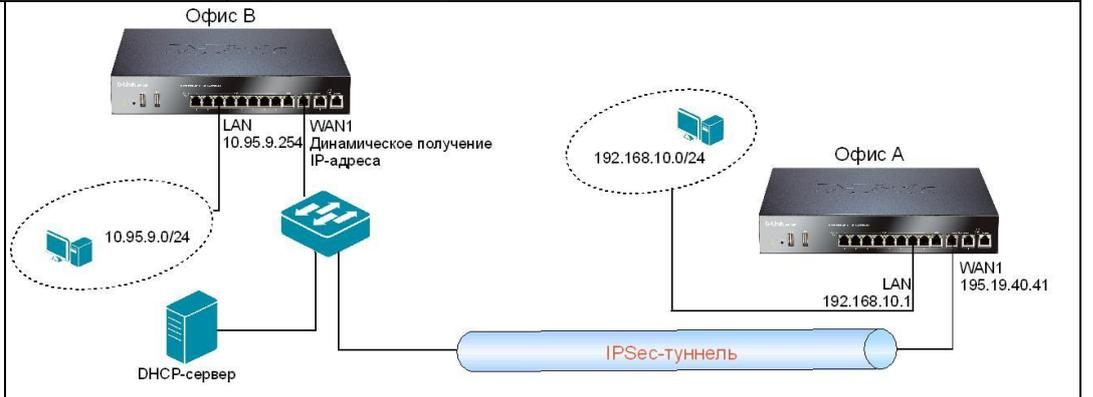 Офис В
LAN
10.95.9.254
WAN1
Динамическое получение
IP-адреса
10.95.9.0/24
DHCP-сервер
192.168.10.0/24
Офис А
LAN
192.168.10.1
WAN1
195.19.40.41
IPSec-туннель